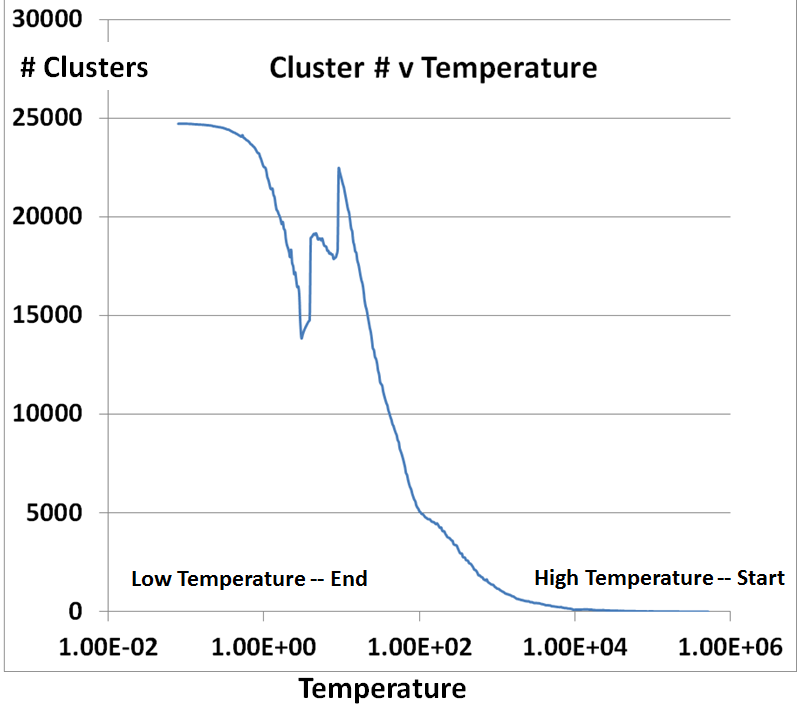 30000
# Clusters
Cluster # v Temperature
25000
20000
15000
10000
5000
Low Temperature -- End
High Temperature -- Start
0
1.00E-02 1.00E+00 1.00E+02 1.00E+04 1.00E+06
Temperature